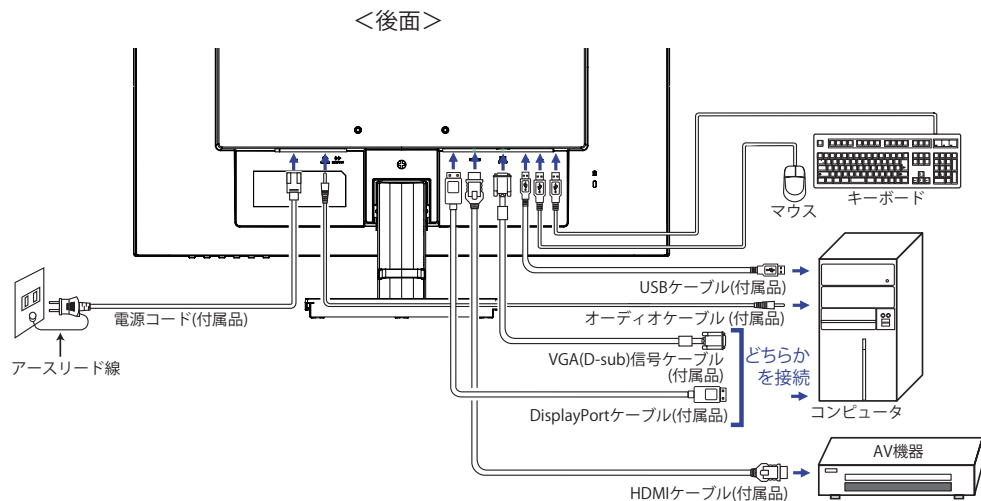 ＜後面＞
マウス
キーボード
USBケーブル(付属品)
電源コード(付属品)
オーディオケーブル (付属品)
アースリード線
VGA(D-sub)信号ケーブル
(付属品)
どちらか
を接続
DisplayPortケーブル(付属品)
コンピュータ
AV機器
HDMIケーブル(付属品)